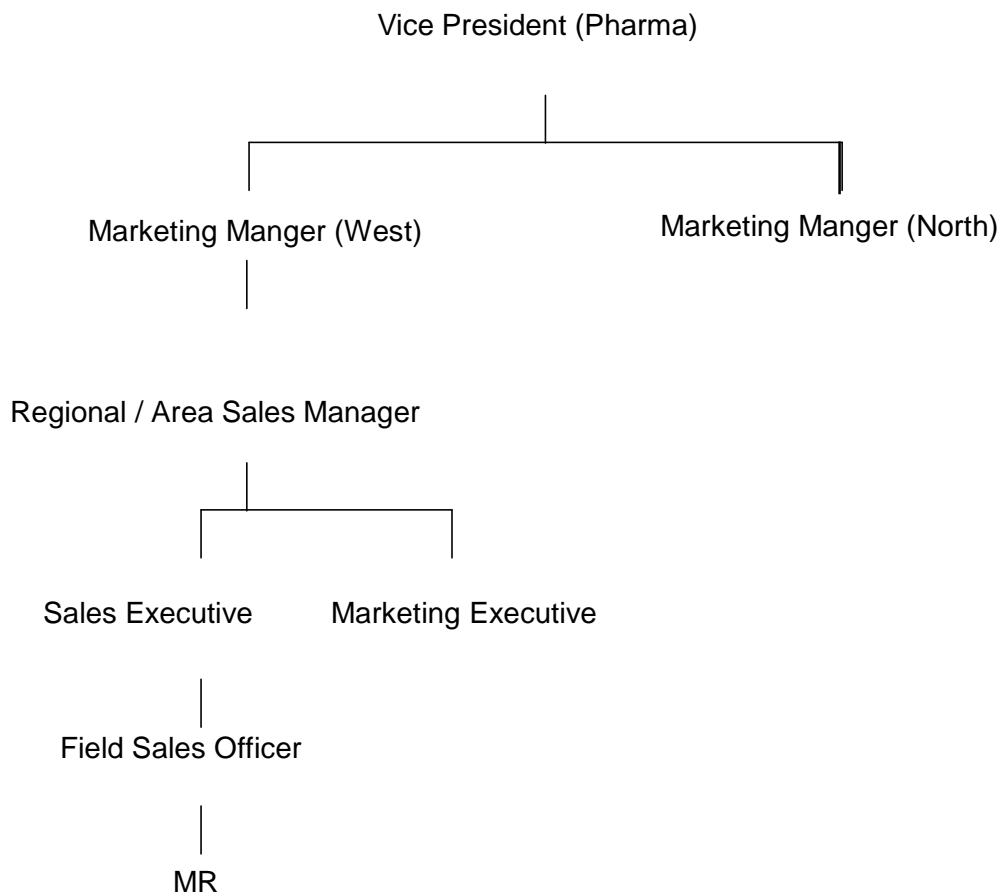 Vice President (Pharma)
Marketing Manger (West)
Marketing Manger (North)
Regional / Area Sales Manager
Sales Executive
Marketing Executive
Field Sales Officer
MR